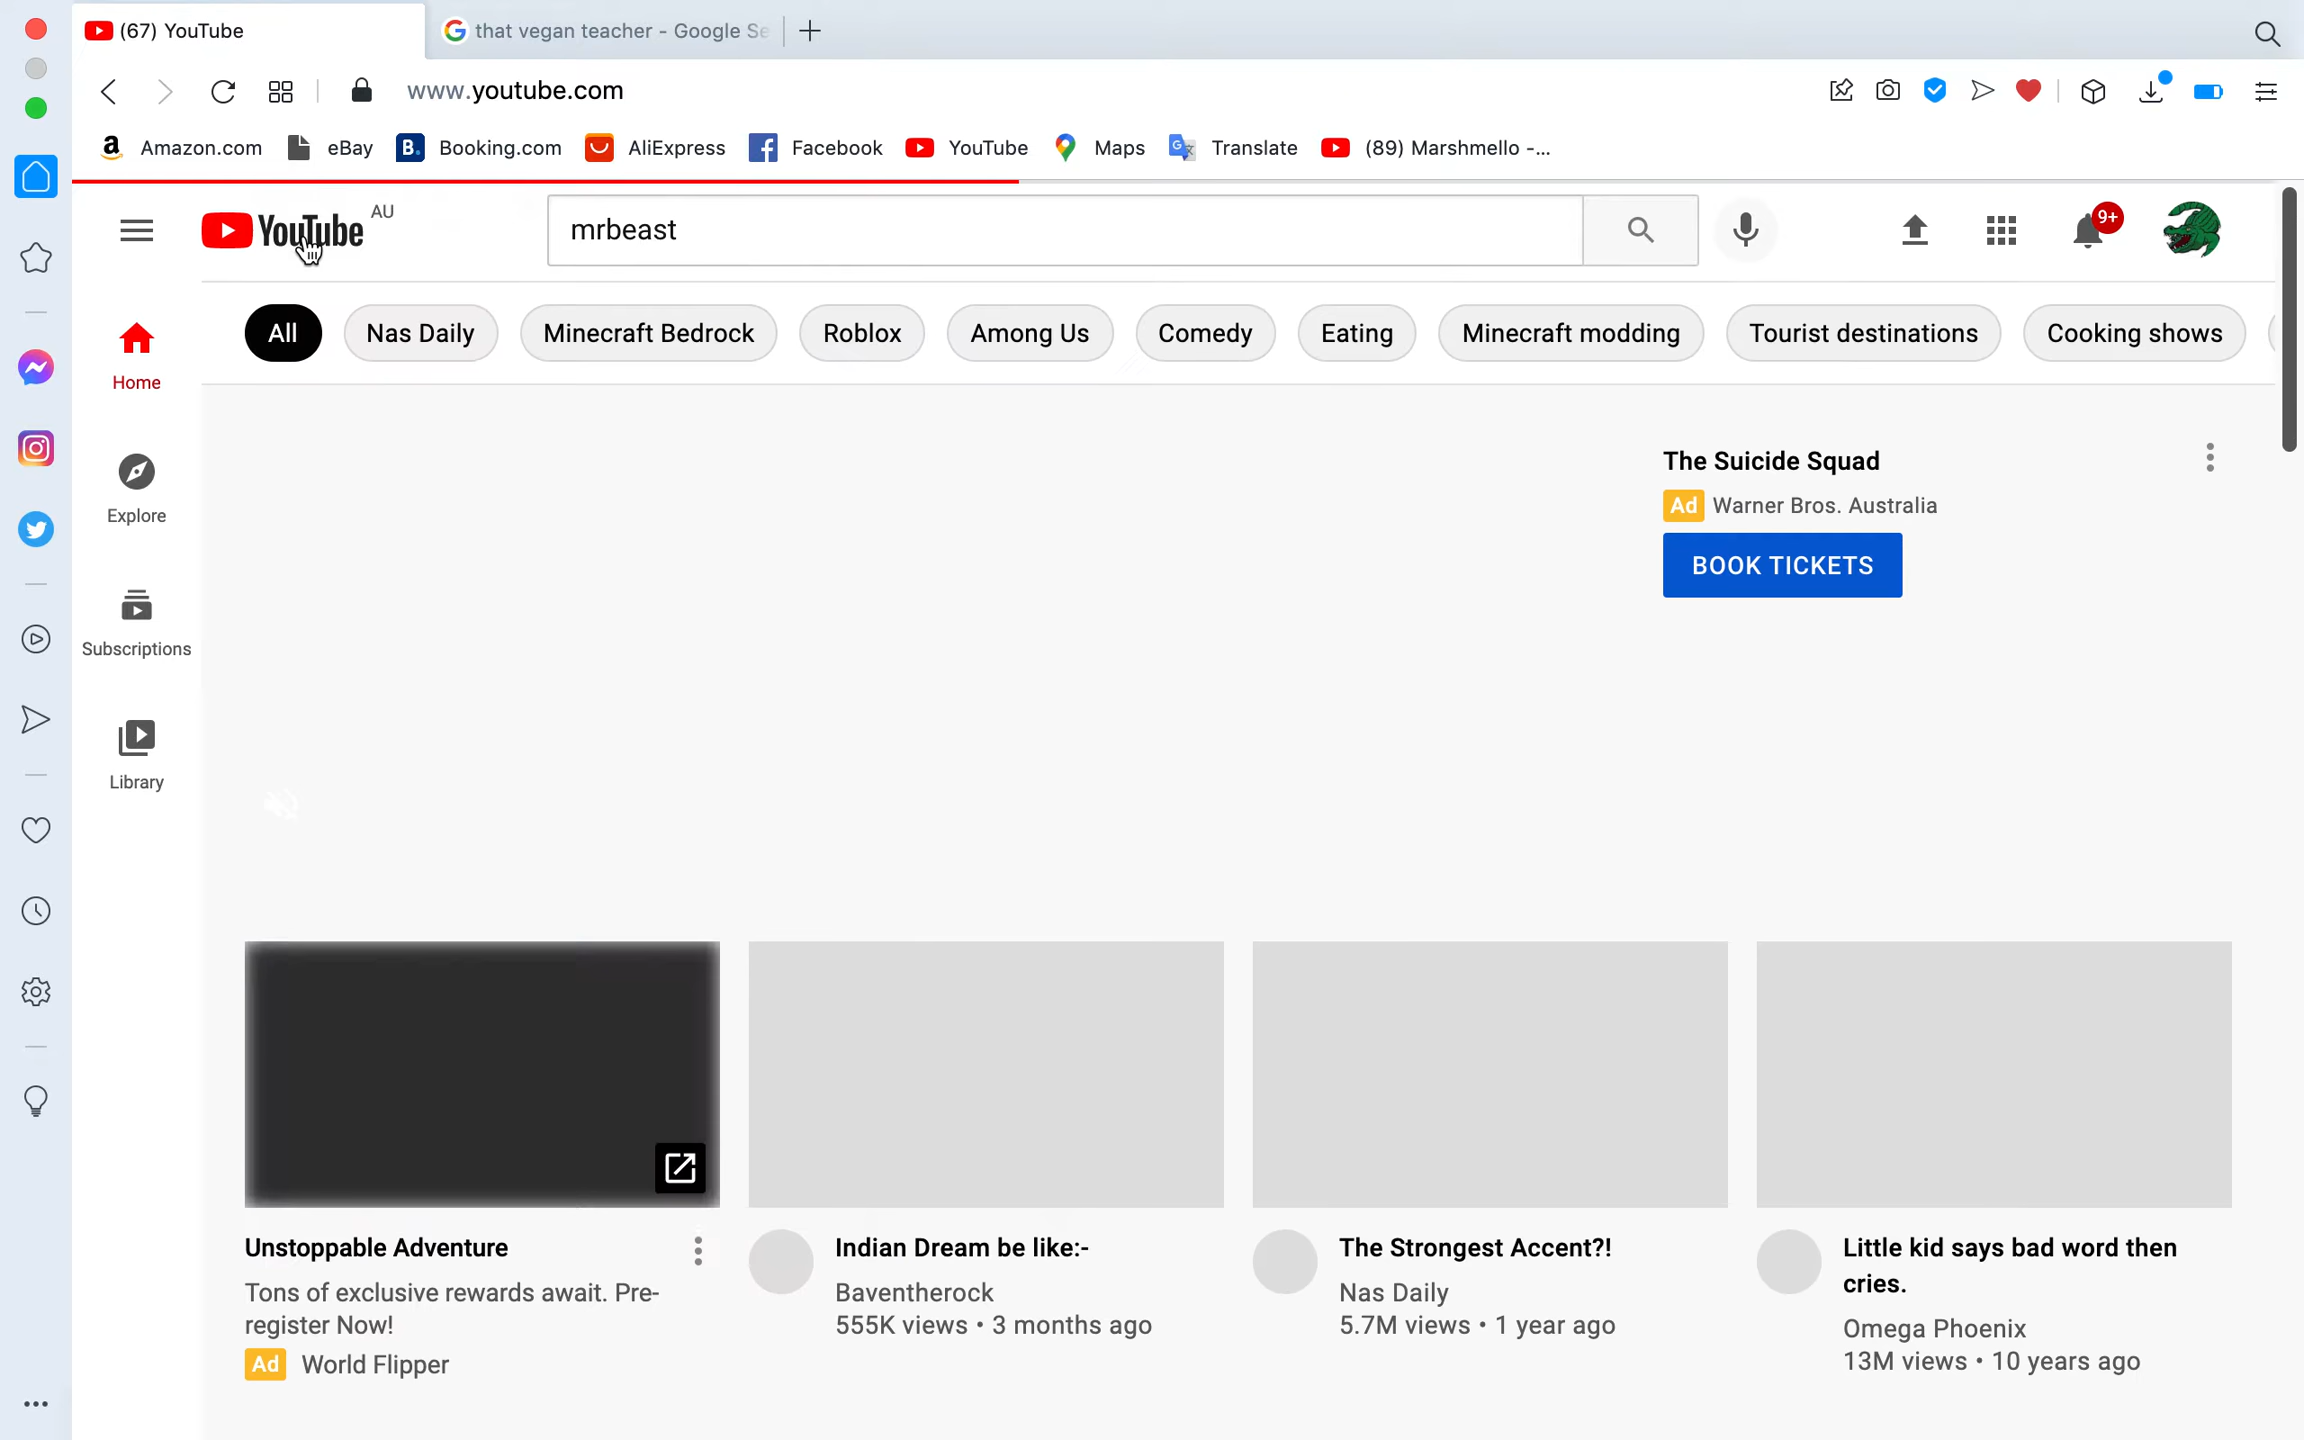 (67) YouTube
that vegan teacher - Google Se
www.youtube.com
Amazon.com
eBay
B. Booking.com
AliExpress
Facebook
YouTube
Maps
Translate
(89) Marshmello -...
YouTube AU
mrbeast
9+
All
Nas Daily
Minecraft Bedrock
Roblox
Among Us
Comedy
Eating
Minecraft modding
Tourist destinations
Cooking shows
Home
Explore
Subscriptions
Library
The Suicide Squad
Ad Warner Bros. Australia
BOOK TICKETS
Unstoppable Adventure
Tons of exclusive rewards await. Pre-
register Now!
Ad World Flipper
Indian Dream be like:-
Baventherock
555K views • 3 months ago
The Strongest Accent?!
Nas Daily
5.7M views • 1 year ago
Little kid says bad word then
cries.
Omega Phoenix
13M views • 10 years ago